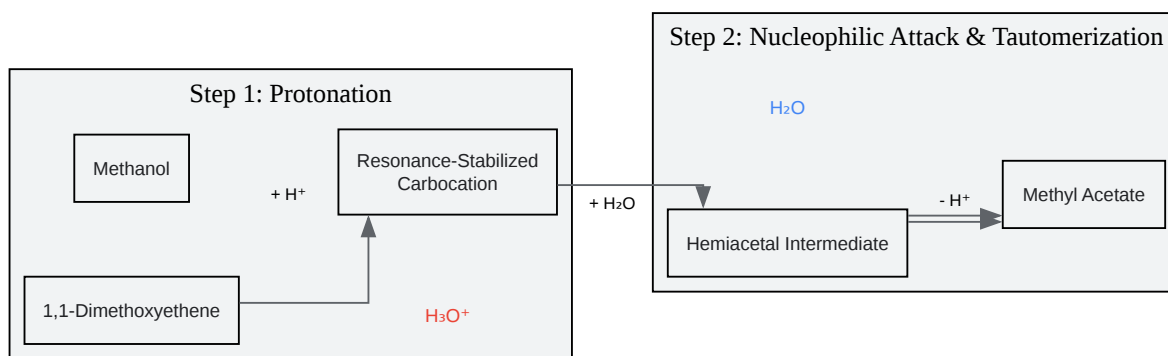 Step 1: Protonation
Methanol
+ H⁺
Resonance-Stabilized
Carbocation
1,1-Dimethoxyethene
H₃O⁺
+ H₂O
Step 2: Nucleophilic Attack & Tautomerization
H₂O
Hemiacetal Intermediate
- H⁺
Methyl Acetate